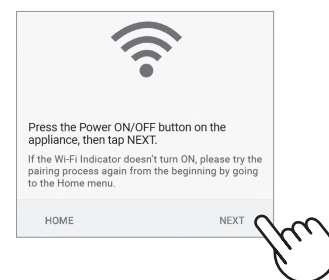 Press the Power ON/OFF button on the
appliance, then tap NEXT.
If the Wi-Fi Indicator doesn't turn ON, please try the
pairing process again from the beginning by going
to the Home menu.
HOME NEXT